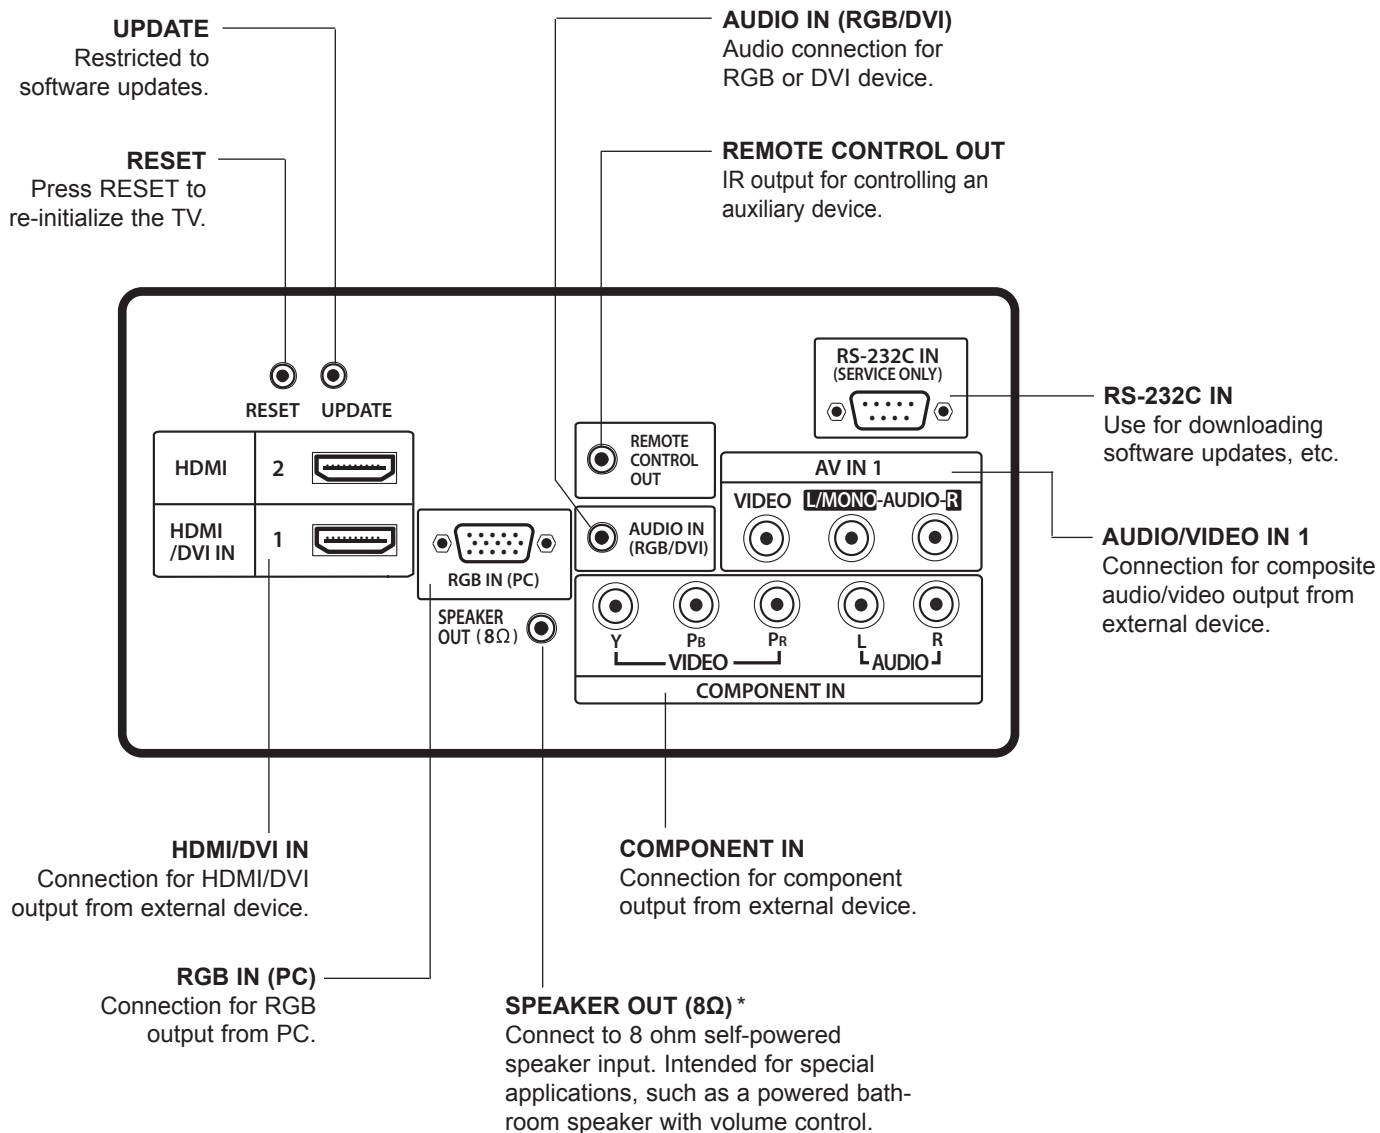 UPDATE
Restricted to
software updates.
RESET
Press RESET to
re-initialize the TV.
AUDIO IN (RGB/DVI)
Audio connection for
RGB or DVI device.
REMOTE CONTROL OUT
IR output for controlling an
auxiliary device.
RESET UPDATE
HDMI 2
HDMI
/DVI IN 1
RGB IN (PC)
SPEAKER
OUT (8Ω)
REMOTE
CONTROL
OUT
AUDIO IN
(RGB/DVI)
RS-232C IN
(SERVICE ONLY)
AV IN 1
VIDEO L/MONO-AUDIO-R
Y PB PR L R
VIDEO AUDIO
COMPONENT IN
RS-232C IN
Use for downloading
software updates, etc.
AUDIO/VIDEO IN 1
Connection for composite
audio/video output from
external device.
HDMI/DVI IN
Connection for HDMI/DVI
output from external device.
RGB IN (PC)
Connection for RGB
output from PC.
COMPONENT IN
Connection for component
output from external device.
SPEAKER OUT (8Ω) *
Connect to 8 ohm self-powered
speaker input. Intended for special
applications, such as a powered bath-
room speaker with volume control.